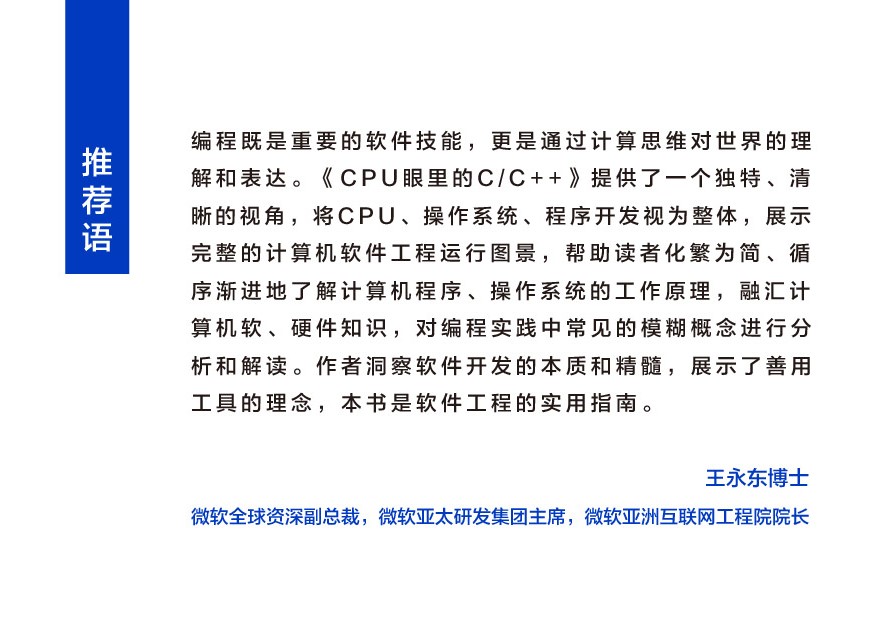 推荐语
编程既是重要的软件技能，更是通过计算思维对世界的理
解和表达。《CPU眼里的C/C++》提供了一个独特、清
晰的视角，将CPU、操作系统、程序开发视为整体，展示
完整的计算机软件工程运行图景，帮助读者化繁为简、循
序渐进地了解计算机程序、操作系统的工作原理，融汇计
算机软、硬件知识，对编程实践中常见的模糊概念进行分
析和解读。作者洞察软件开发的本质和精髓，展示了善用
工具的理念，本书是软件工程的实用指南。
王永东博士
微软全球资深副总裁，微软亚太研发集团主席，微软亚洲互联网工程院院长